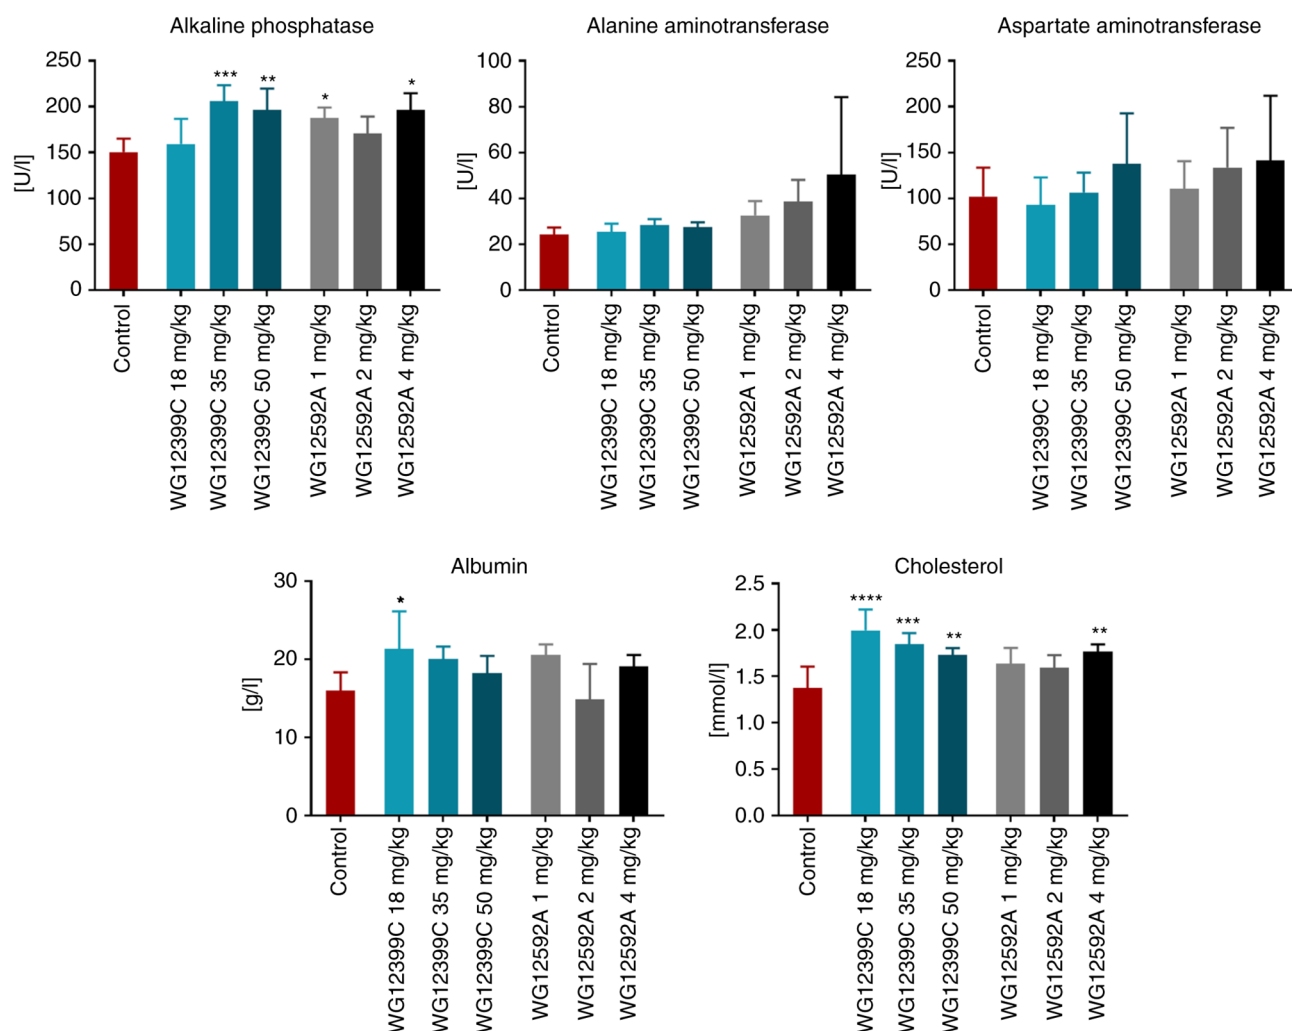 Alkaline phosphatase
[U/l]
250
200
150
100
50
0
***
**
*
*
Control
WG12399C 18 mg/kg
WG12399C 35 mg/kg
WG12399C 50 mg/kg
WG12592A 1 mg/kg
WG12592A 2 mg/kg
WG12592A 4 mg/kg
Alanine aminotransferase
[U/l]
100
80
60
40
20
0
Control
WG12399C 18 mg/kg
WG12399C 35 mg/kg
WG12399C 50 mg/kg
WG12592A 1 mg/kg
WG12592A 2 mg/kg
WG12592A 4 mg/kg
Aspartate aminotransferase
[U/l]
250
200
150
100
50
0
Control
WG12399C 18 mg/kg
WG12399C 35 mg/kg
WG12399C 50 mg/kg
WG12592A 1 mg/kg
WG12592A 2 mg/kg
WG12592A 4 mg/kg
Albumin
[g/l]
30
20
10
0
*
Control
WG12399C 18 mg/kg
WG12399C 35 mg/kg
WG12399C 50 mg/kg
WG12592A 1 mg/kg
WG12592A 2 mg/kg
WG12592A 4 mg/kg
Cholesterol
[mmol/l]
2.5
2.0
1.5
1.0
0.5
0.0
****
***
**
**
Control
WG12399C 18 mg/kg
WG12399C 35 mg/kg
WG12399C 50 mg/kg
WG12592A 1 mg/kg
WG12592A 2 mg/kg
WG12592A 4 mg/kg